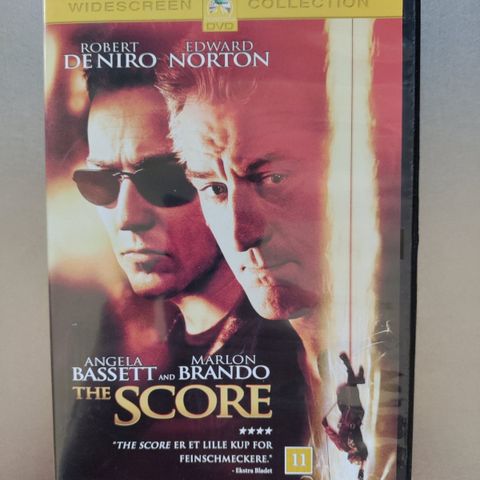 WIDESCREEN COLLECTION
DVD
ROBERT DE NIRO
EDWARD NORTON
ANGELA BASSETT AND MARLON BRANDO
THE SCORE
★★★★
"THE SCORE ER ET LILLE KUP FOR
FEINSCHMECKERE."
- Ekstra Bladet
11